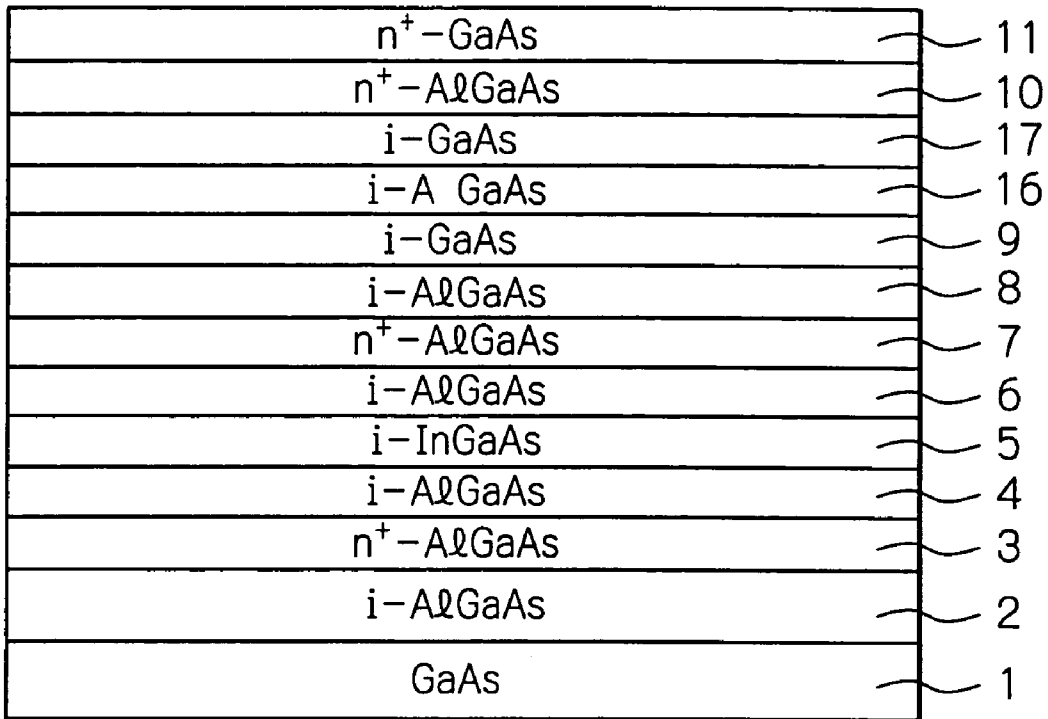 n⁺-GaAs 11
n⁺-AℓGaAs 10
i-GaAs 17
i-A GaAs 16
i-GaAs 9
i-AℓGaAs 8
n⁺-AℓGaAs 7
i-AℓGaAs 6
i-InGaAs 5
i-AℓGaAs 4
n⁺-AℓGaAs 3
i-AℓGaAs 2
GaAs 1